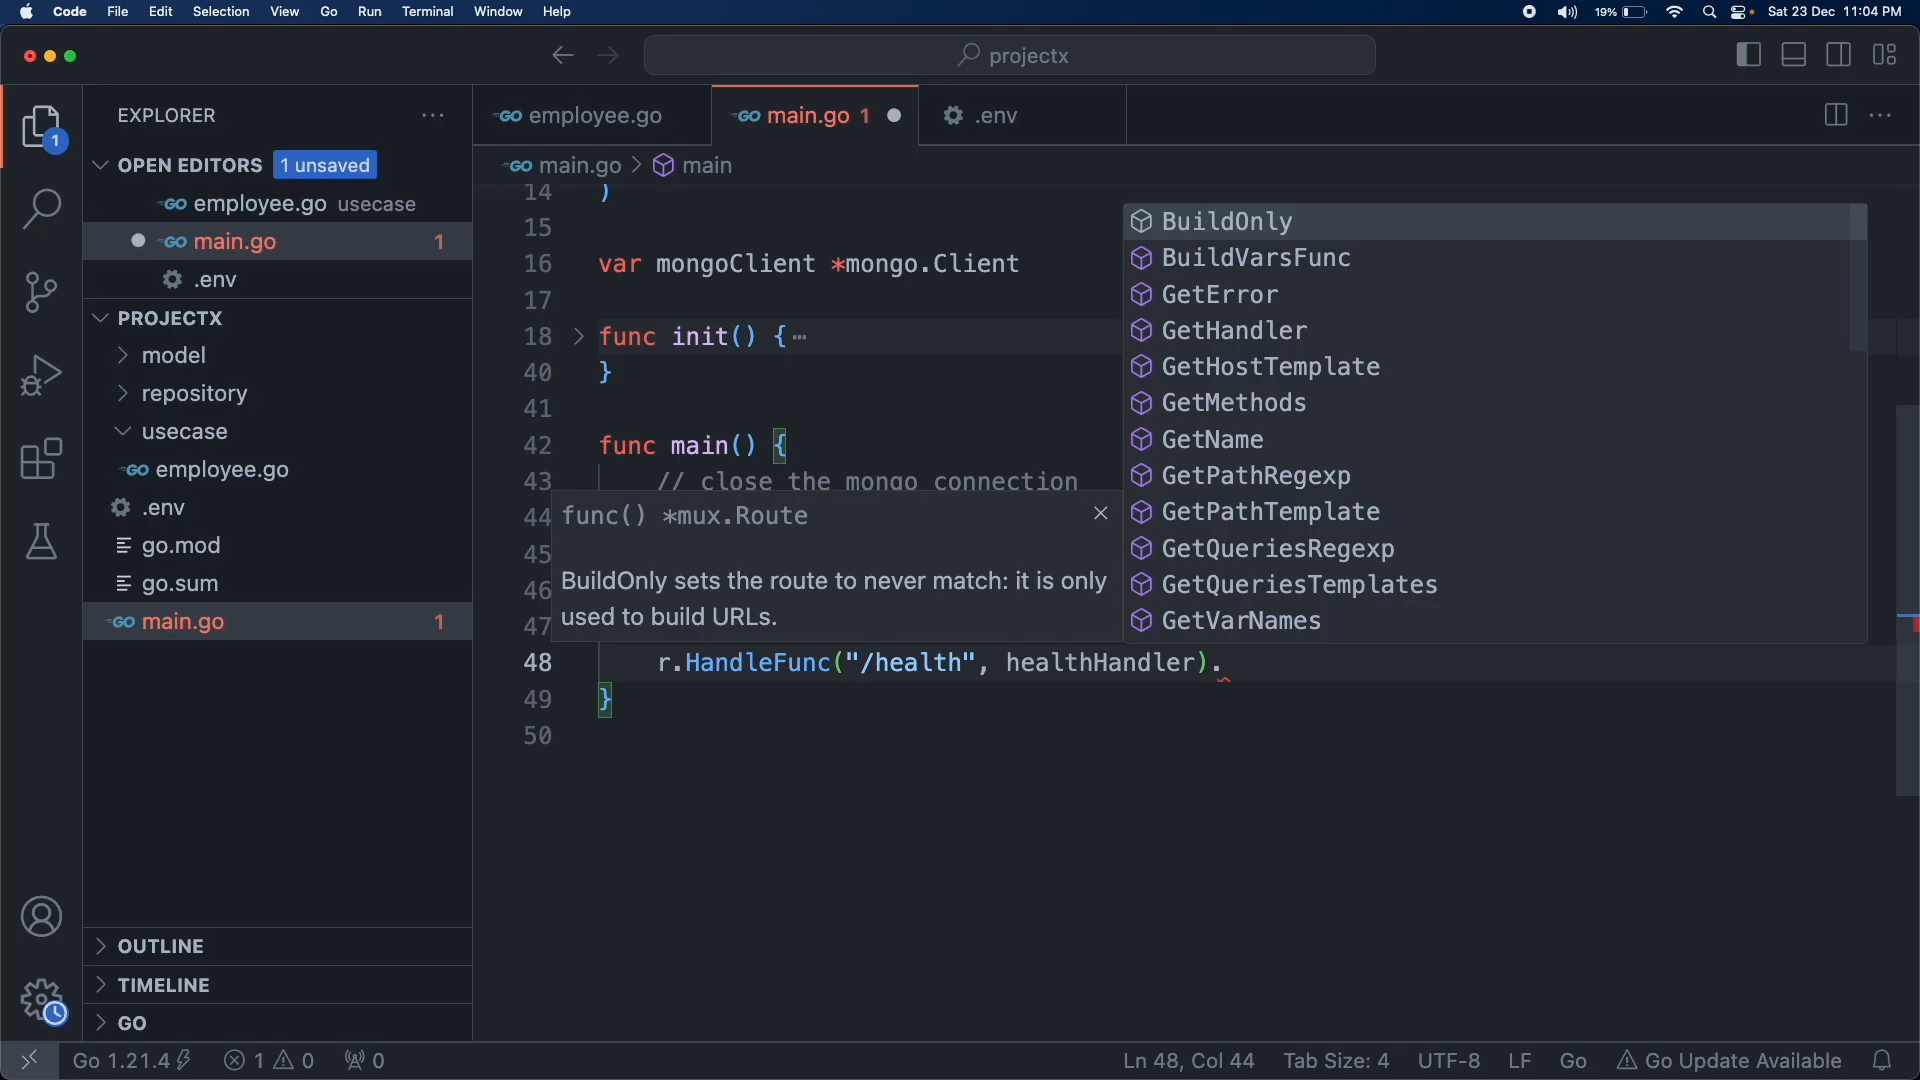 Code File Edit Selection View Go Run Terminal Window Help 19% Sat 23 Dec 11:04 PM
projectx
EXPLORER
OPEN EDITORS 1 unsaved
employee.go usecase
main.go 1
.env
PROJECTX
model
repository
usecase
employee.go
.env
go.mod
go.sum
main.go 1
OUTLINE
TIMELINE
GO
1
employee.go main.go 1 .env
main.go > main
14 )
15
16 var mongoClient *mongo.Client
17
18 func init() {…
40 }
41
42 func main() {
43 // close the mongo connection
44
45
46
47
48 r.HandleFunc("/health", healthHandler).
49 }
50
func() *mux.Route
BuildOnly sets the route to never match: it is only
used to build URLs.
BuildOnly
BuildVarsFunc
GetError
GetHandler
GetHostTemplate
GetMethods
GetName
GetPathRegexp
GetPathTemplate
GetQueriesRegexp
GetQueriesTemplates
GetVarNames
Go 1.21.4 1 0 0 Ln 48, Col 44 Tab Size: 4 UTF-8 LF Go Go Update Available